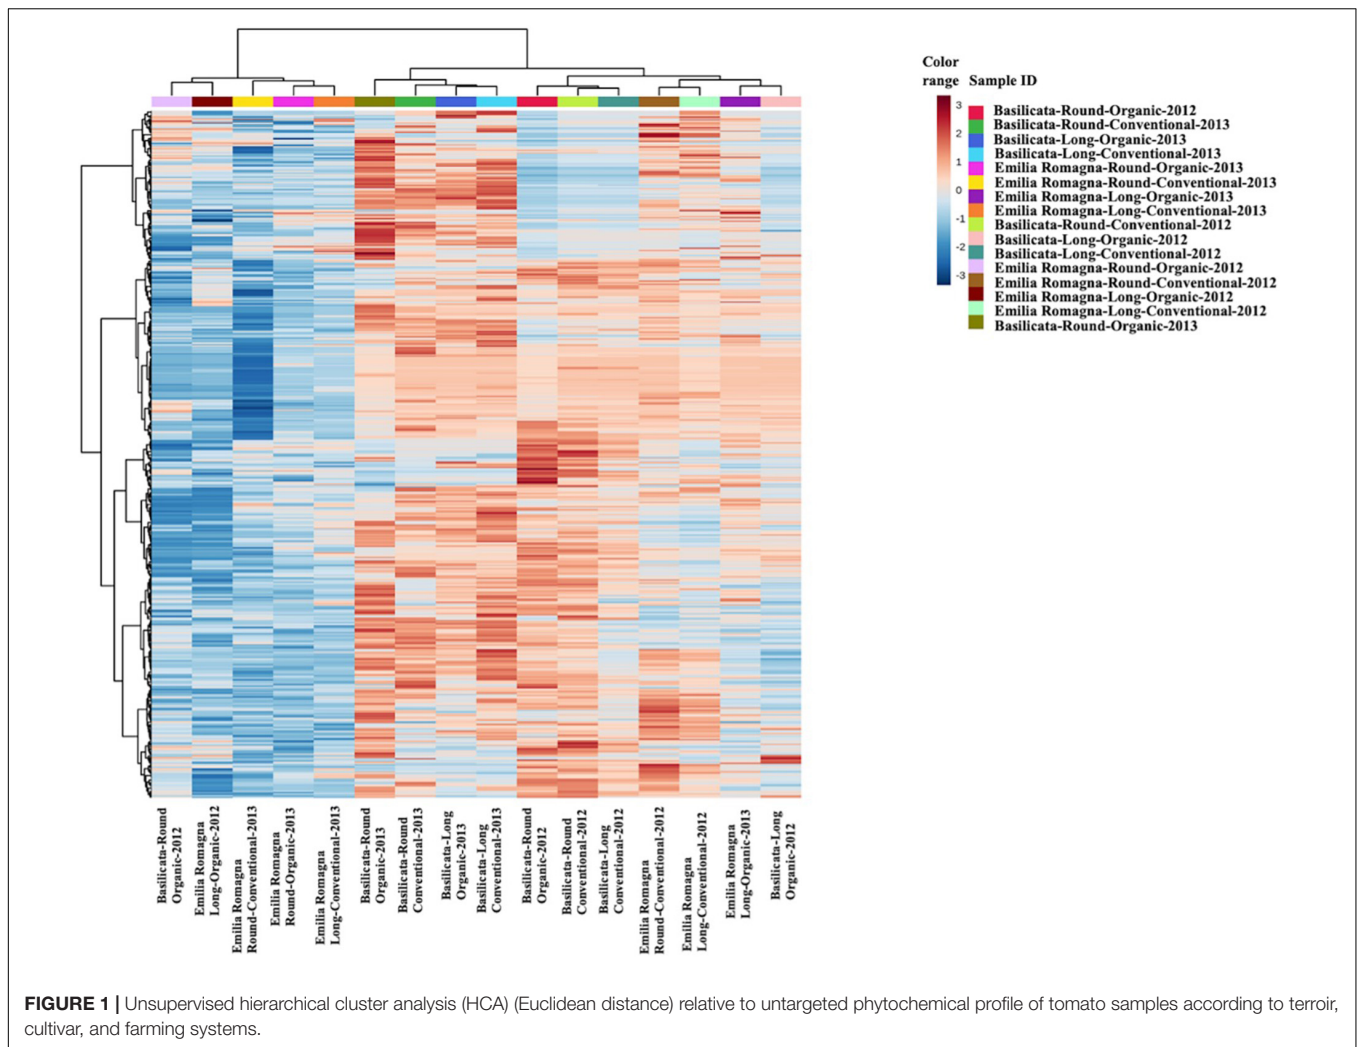 Color
range Sample ID
3
2
1
0
-1
-2
-3
Basilicata-Round-Organic-2012
Basilicata-Round-Conventional-2013
Basilicata-Long-Organic-2013
Basilicata-Long-Conventional-2013
Emilia Romagna-Round-Organic-2013
Emilia Romagna-Round-Conventional-2013
Emilia Romagna-Long-Organic-2013
Emilia Romagna-Long-Conventional-2013
Basilicata-Round-Conventional-2012
Basilicata-Long-Organic-2012
Basilicata-Long-Conventional-2012
Emilia Romagna-Round-Organic-2012
Emilia Romagna-Round-Conventional-2012
Emilia Romagna-Long-Organic-2012
Emilia Romagna-Long-Conventional-2012
Basilicata-Round-Organic-2013
Basilicata-Round
Organic-2012
Emilia Romagna
Long-Organic-2012
Emilia Romagna
Round-Conventional-2013
Emilia Romagna
Round-Organic-2013
Emilia Romagna
Long-Conventional-2013
Basilicata-Round
Organic-2013
Basilicata-Round
Conventional-2013
Basilicata-Long
Organic-2013
Basilicata-Long
Conventional-2013
Basilicata-Round
Organic-2012
Basilicata-Round
Conventional-2012
Basilicata-Long
Conventional-2012
Emilia Romagna
Round-Conventional-2012
Emilia Romagna
Long-Conventional-2012
Emilia Romagna
Long-Organic-2013
Basilicata-Long
Organic-2012
FIGURE 1 | Unsupervised hierarchical cluster analysis (HCA) (Euclidean distance) relative to untargeted phytochemical profile of tomato samples according to terroir,
cultivar, and farming systems.